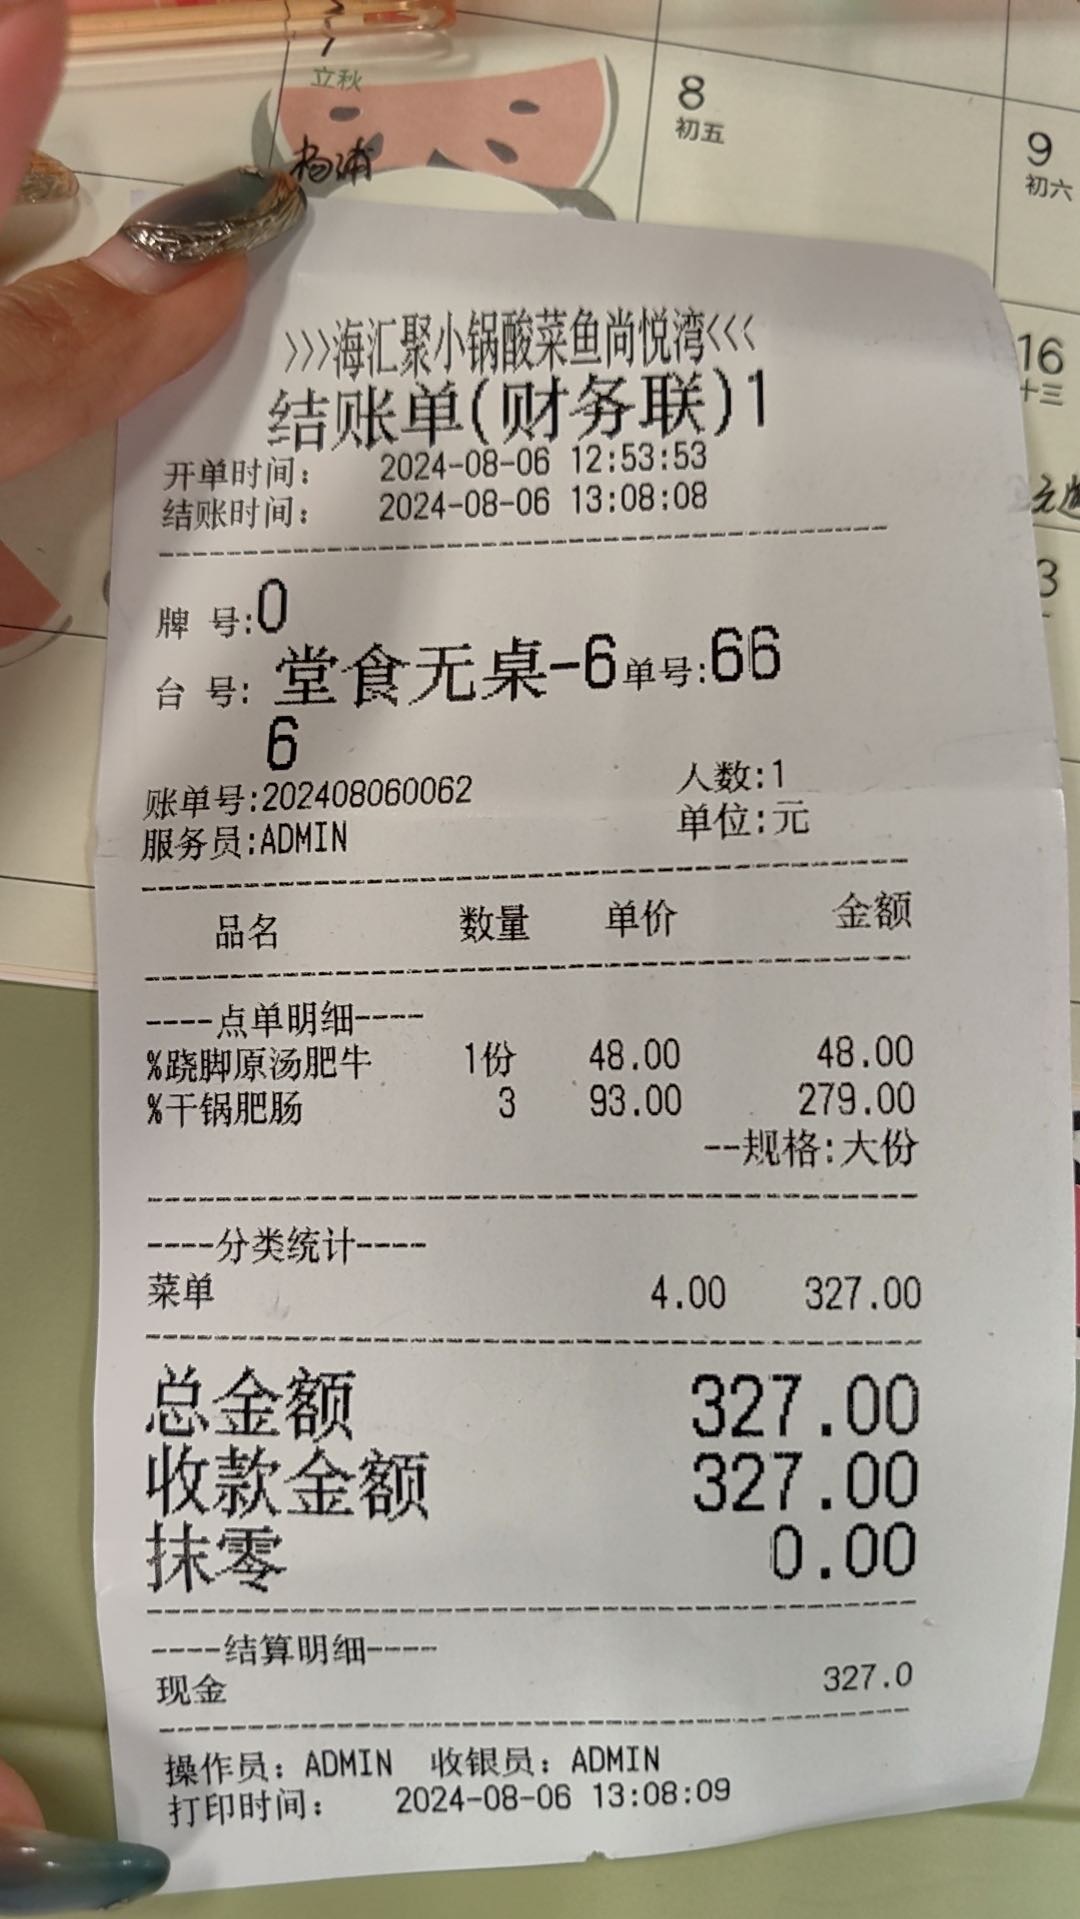 7
立秋
杨浦
8
初五
9
初六
16
十三
3
>>>海汇聚小锅酸菜鱼尚悦湾<<<
结账单(财务联)1
开单时间: 2024-08-06 12:53:53
结账时间: 2024-08-06 13:08:08
牌 号:0
台 号: 堂食无桌-6 单号:66
6
账单号:202408060062 人数:1
服务员:ADMIN 单位:元
品名 数量 单价 金额
----点单明细----
%跷脚原汤肥牛 1份 48.00 48.00
%干锅肥肠 3 93.00 279.00
--规格:大份
----分类统计----
菜单 4.00 327.00
总金额 327.00
收款金额 327.00
抹零 0.00
----结算明细----
现金 327.0
操作员: ADMIN 收银员: ADMIN
打印时间: 2024-08-06 13:08:09